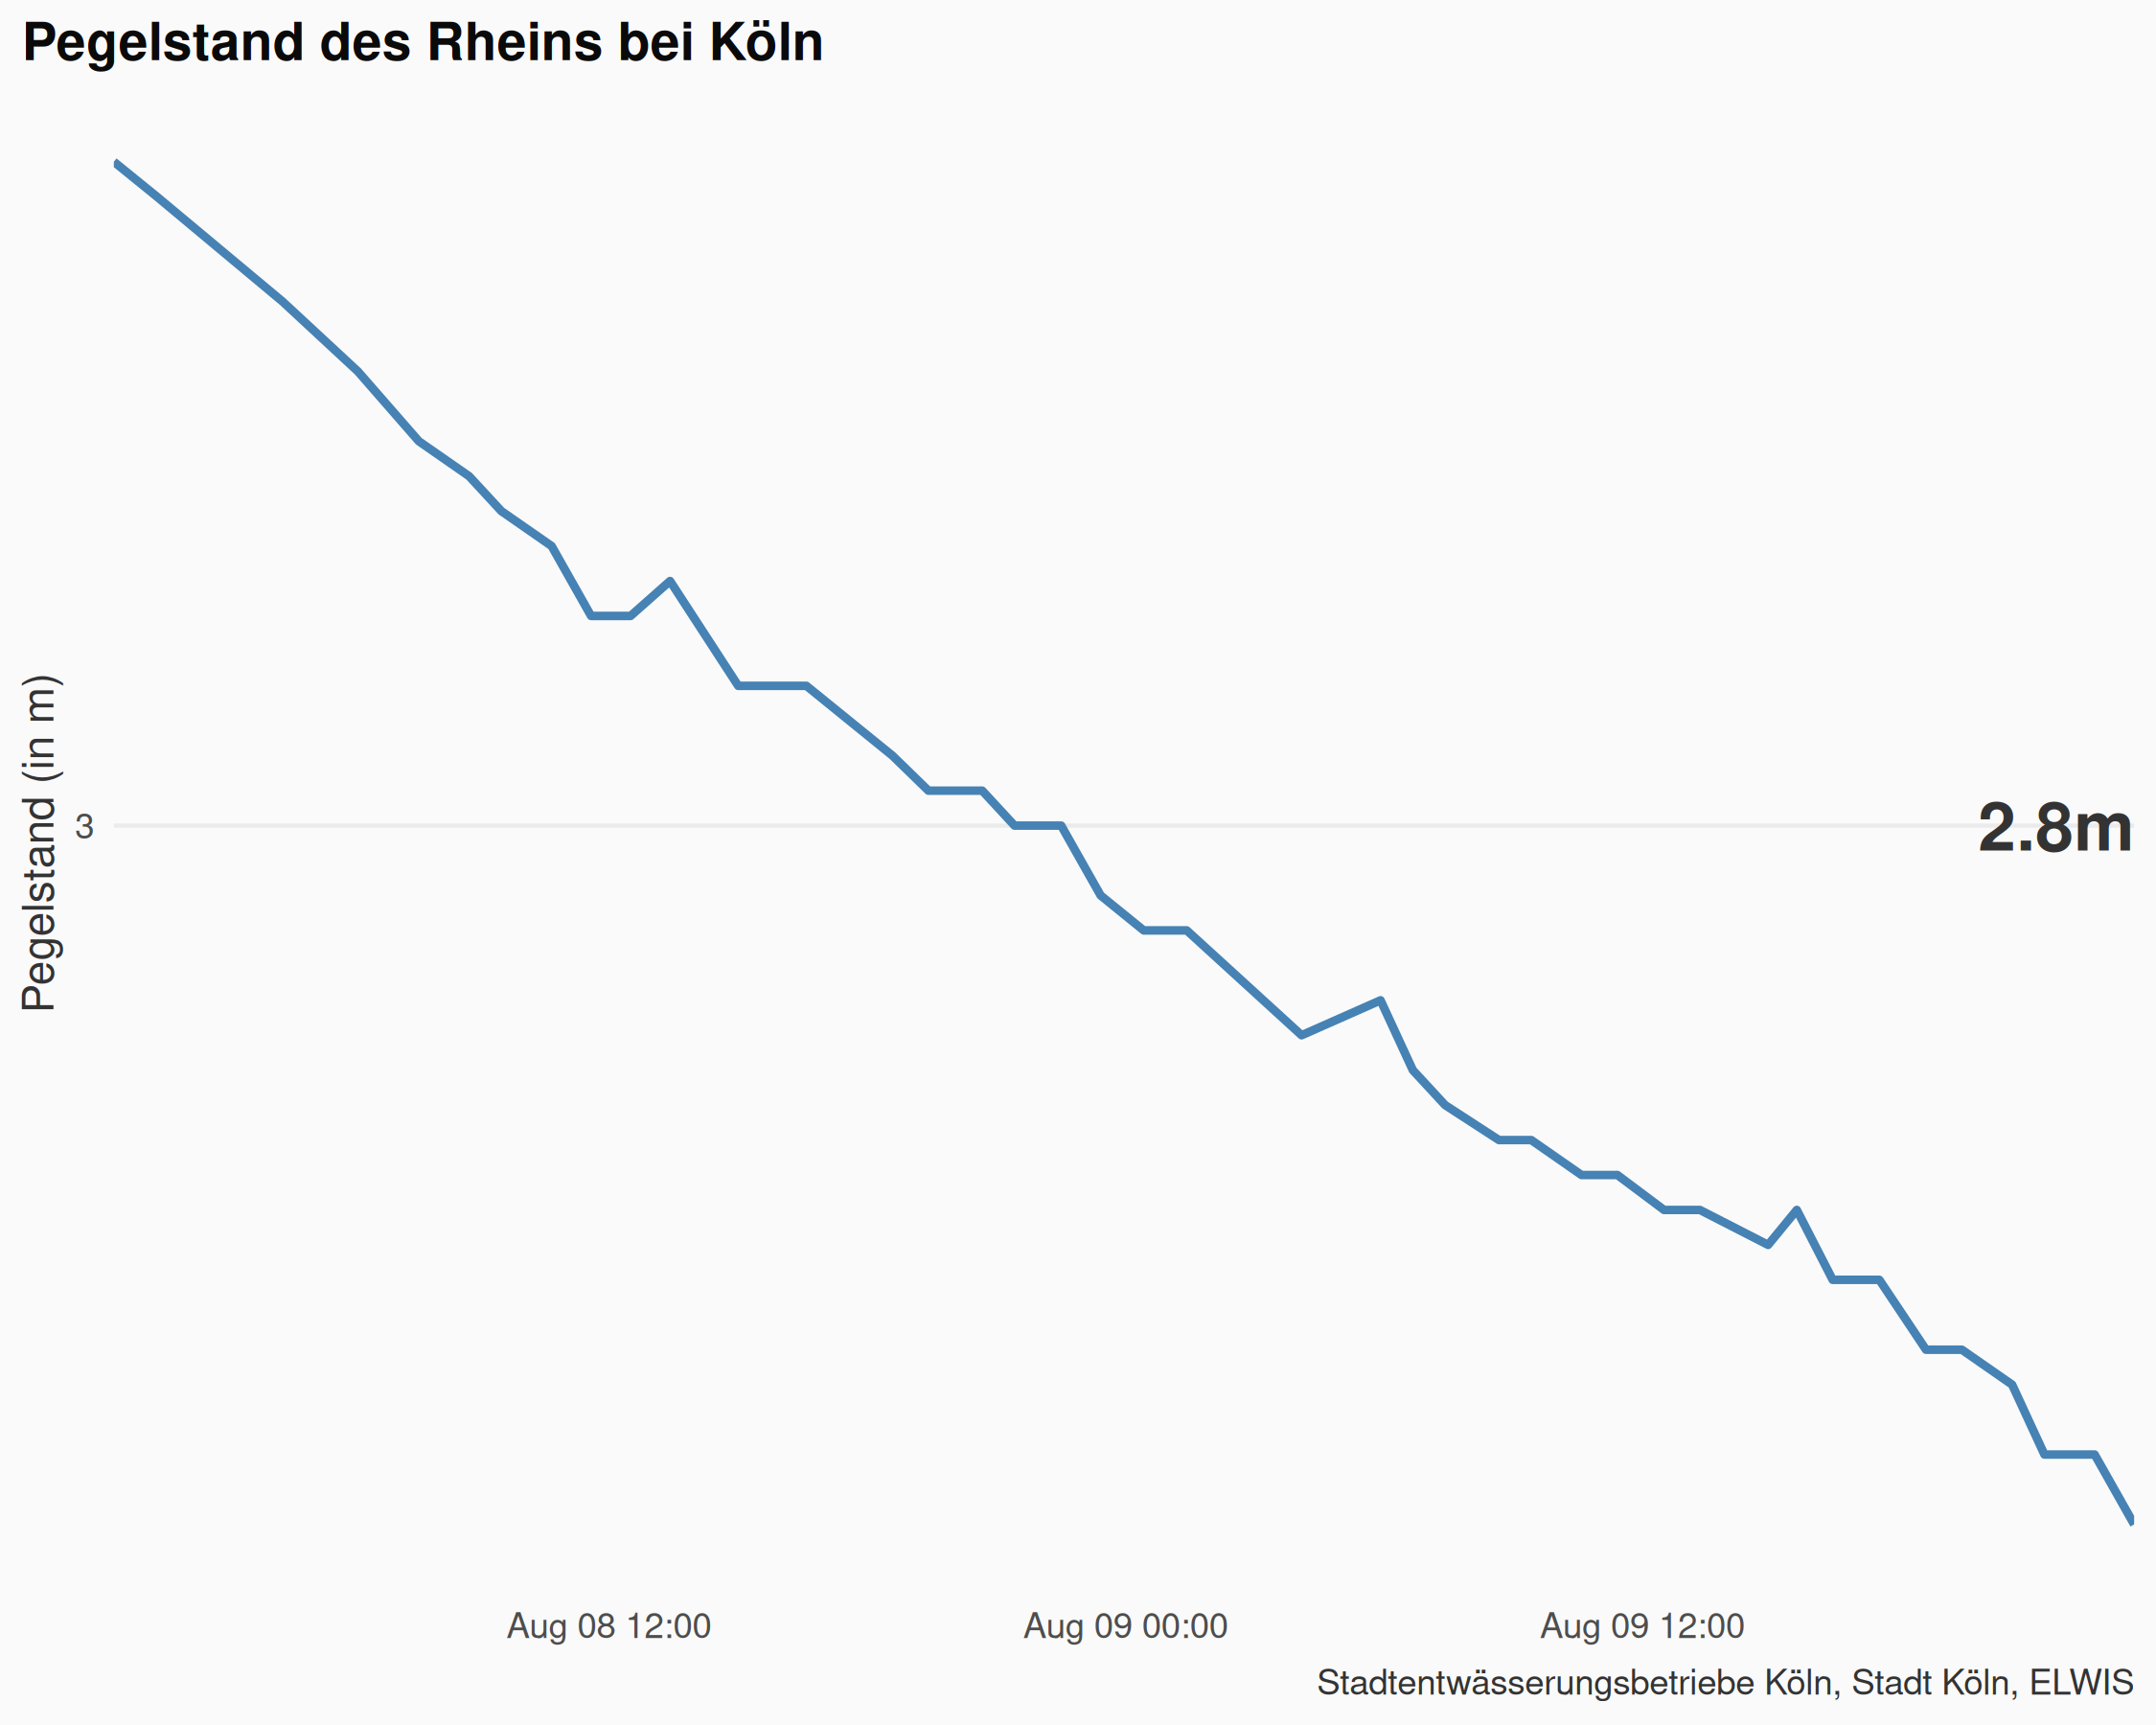 Pegelstand des Rheins bei Köln
Pegelstand (in m)
3
2.8m
Aug 08 12:00
Aug 09 00:00
Aug 09 12:00
Stadtentwässerungsbetriebe Köln, Stadt Köln, ELWIS